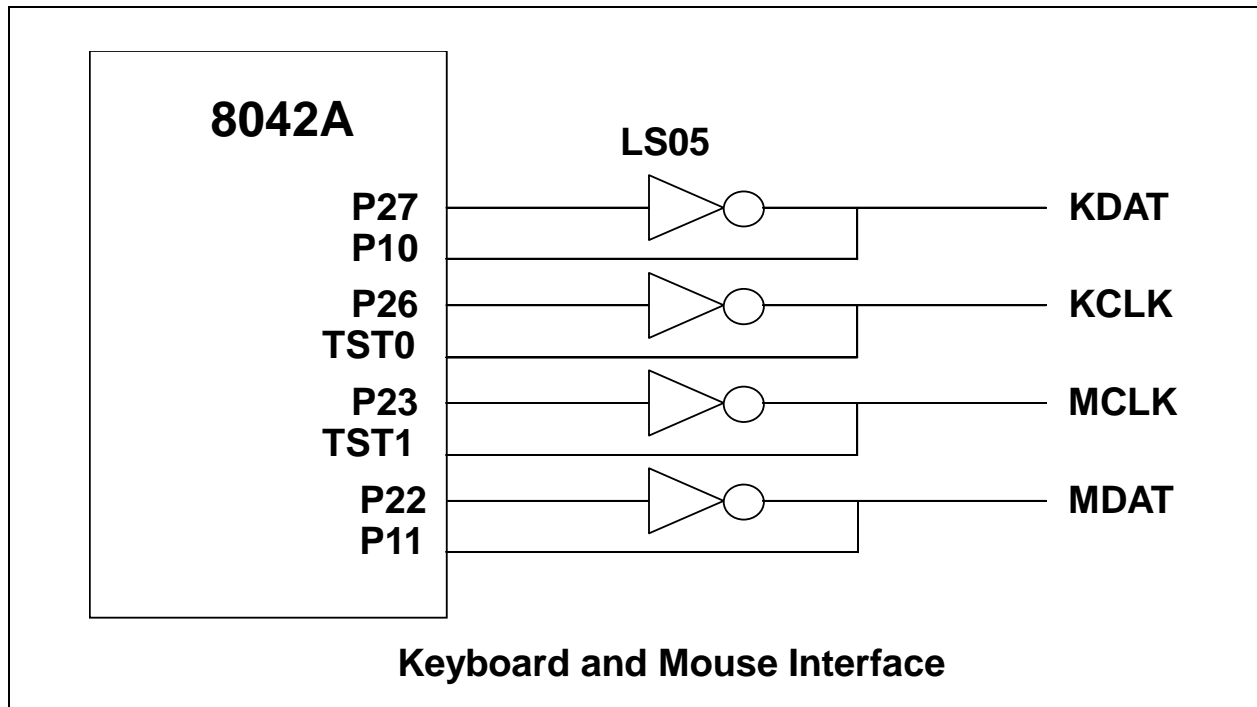 8042A
LS05
P27
KDAT
P10
P26
KCLK
TST0
P23
MCLK
TST1
P22
MDAT
P11
Keyboard and Mouse Interface